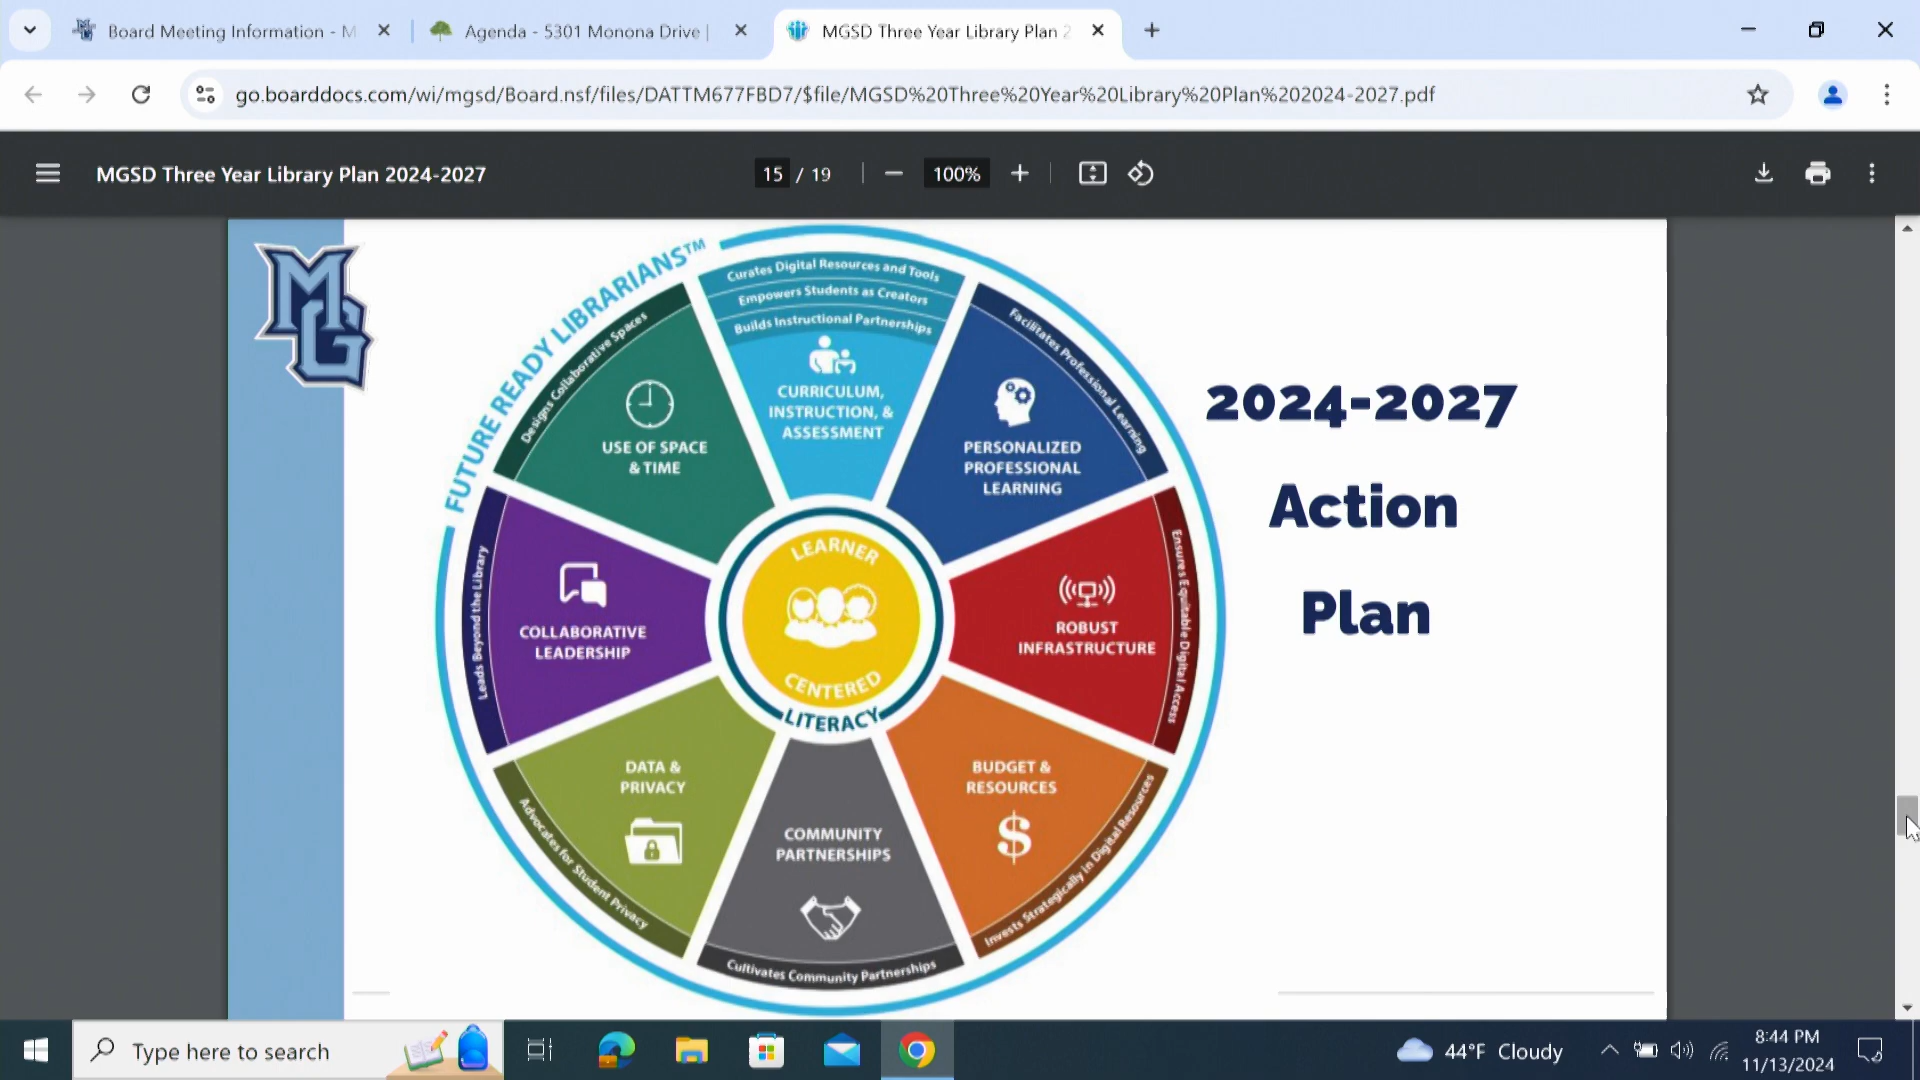 Board Meeting Information - M
Agenda - 5301 Monona Drive |
MGSD Three Year Library Plan 2
go.boarddocs.com/wi/mgsd/Board.nsf/files/DATTM677FBD7/$file/MGSD%20Three%20Year%20Library%20Plan%202024-2027.pdf
MGSD Three Year Library Plan 2024-2027
15 / 19
100%
MG
FUTURE READY LIBRARIANS™
Curates Digital Resources and Tools
Empowers Students as Creators
Builds Instructional Partnerships
CURRICULUM,
INSTRUCTION, &
ASSESSMENT
Facilitates Professional Learning
PERSONALIZED
PROFESSIONAL
LEARNING
Ensures Equitable Digital Access
ROBUST
INFRASTRUCTURE
Invests Strategically in Digital Resources
BUDGET &
RESOURCES
$
COMMUNITY
PARTNERSHIPS
Cultivates Community Partnerships
DATA &
PRIVACY
Advocates for Student Privacy
COLLABORATIVE
LEADERSHIP
Leads Beyond the Library
USE OF SPACE
& TIME
Designs Collaborative Spaces
LEARNER
CENTERED
LITERACY
2024-2027
Action
Plan
Type here to search
44°F Cloudy
8:44 PM
11/13/2024